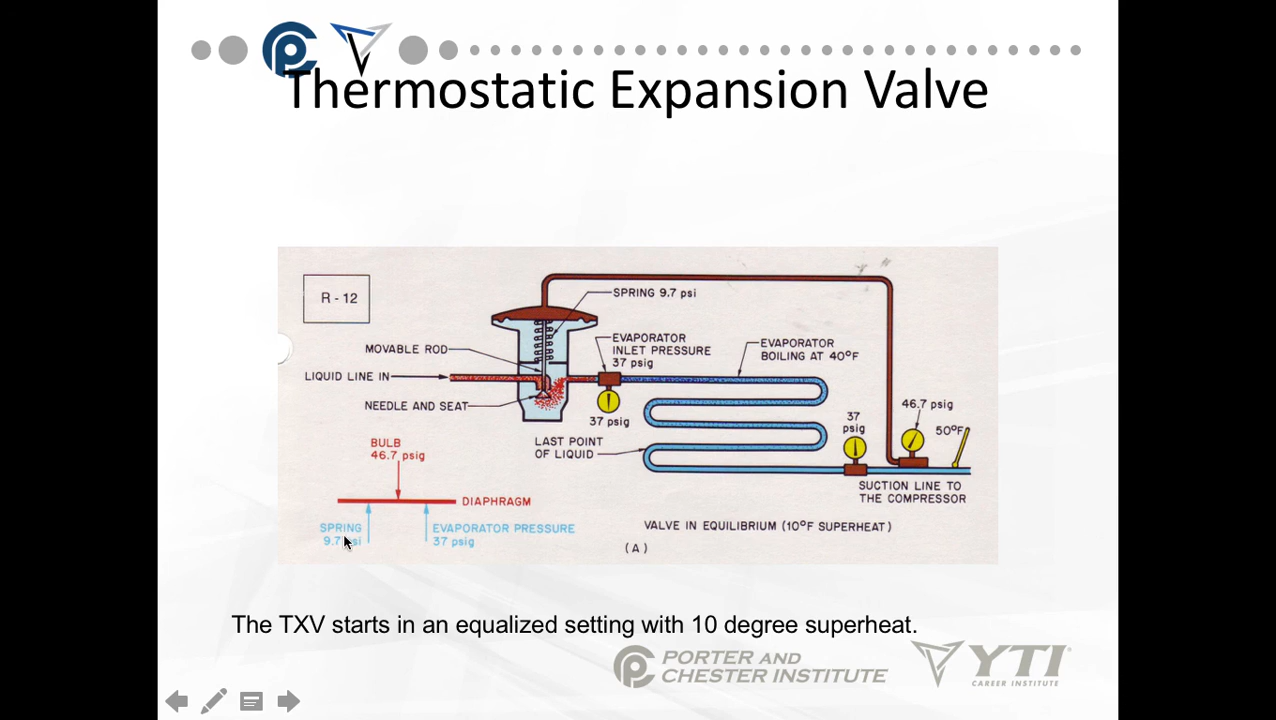 Thermostatic Expansion Valve
R - 12
SPRING 9.7 psi
MOVABLE ROD
EVAPORATOR
INLET PRESSURE
37 psig
EVAPORATOR
BOILING AT 40°F
LIQUID LINE IN
NEEDLE AND SEAT
37 psig
46.7 psig
37
psig
50°F
LAST POINT
OF LIQUID
BULB
46.7 psig
SUCTION LINE TO
THE COMPRESSOR
DIAPHRAGM
SPRING
EVAPORATOR PRESSURE
37 psig
VALVE IN EQUILIBRIUM (10°F SUPERHEAT)
(A)
The TXV starts in an equalized setting with 10 degree superheat.
PORTER AND
CHESTER INSTITUTE
YTI
CAREER INSTITUTE